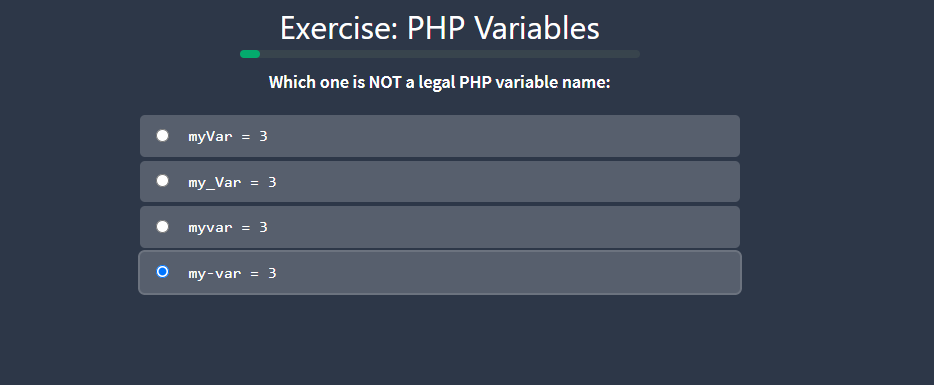 Exercise: PHP Variables
Which one is NOT a legal PHP variable name:
myVar = 3
my_Var = 3
myvar = 3
my-var = 3